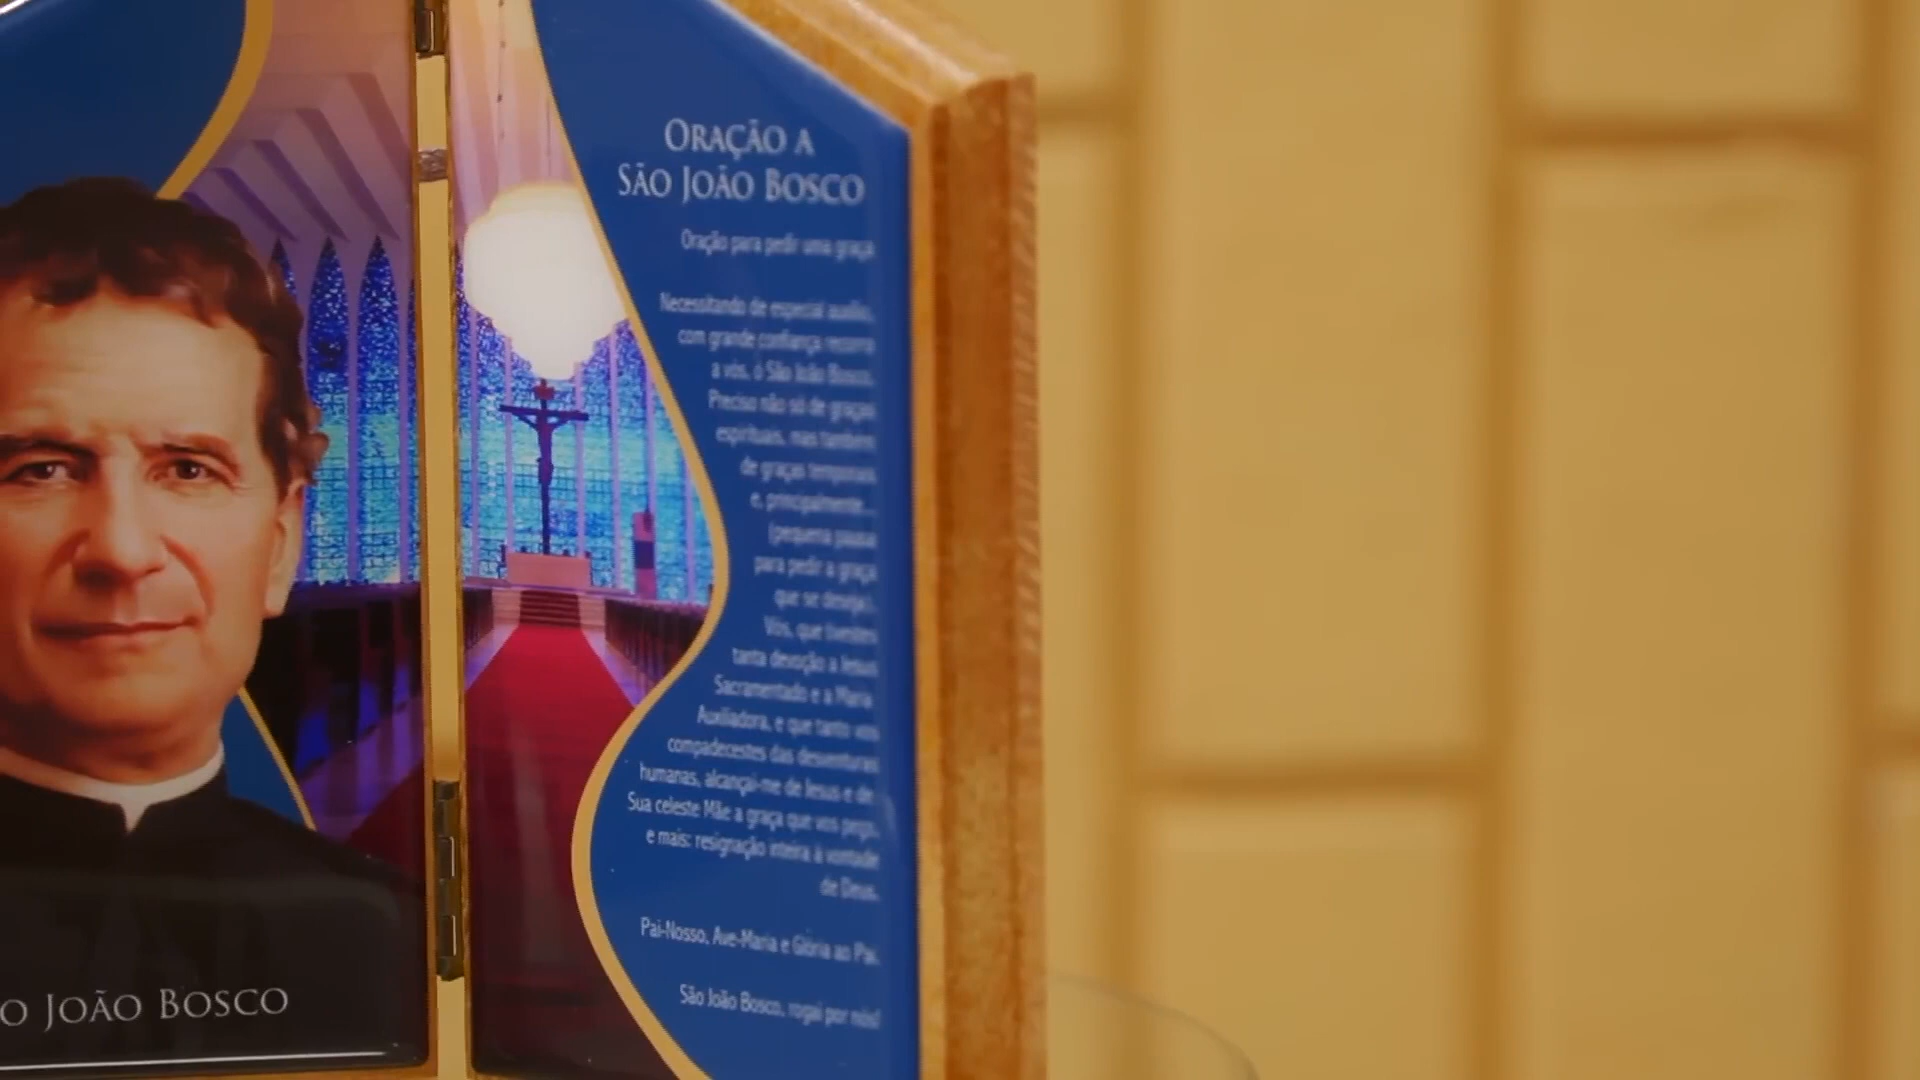 ORAÇÃO A
SÃO JOÃO BOSCO
Oração para pedir uma graça
Necessitando de especial auxílio,
com grande confiança recorro
a vós, ó São João Bosco.
Preciso não só de graças
espirituais, mas também
de graças temporais
e, principalmente...
(pequena pausa
para pedir a graça
que se deseja).
Vós, que tivestes
tanta devoção a Jesus
Sacramentado e a Maria
Auxiliadora, e que tanto vos
compadecestes das desventuras
humanas, alcançai-me de Jesus e de
Sua celeste Mãe a graça que vos peço,
e mais: resignação inteira à vontade
de Deus.
Pai-Nosso, Ave-Maria e Glória ao Pai.
São João Bosco, rogai por nós!
O JOÃO BOSCO